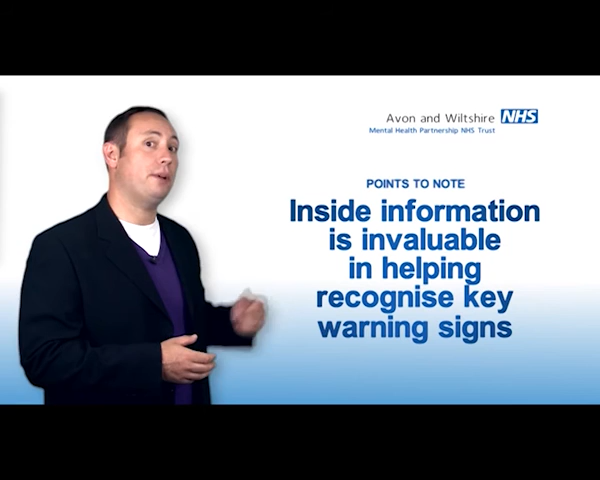 Avon and Wiltshire NHS
Mental Health Partnership NHS Trust
POINTS TO NOTE
Inside information
is invaluable
in helping
recognise key
warning signs